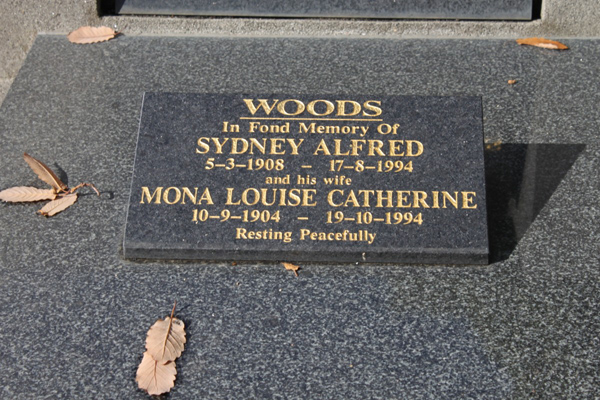 WOODS
In Fond Memory Of
SYDNEY ALFRED
5–3–1908 – 17–8–1994
and his wife
MONA LOUISE CATHERINE
10–9–1904 – 19–10–1994
Resting Peacefully